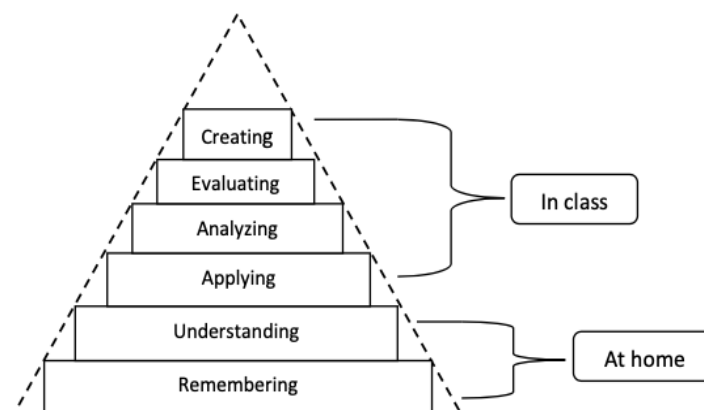 Creating
Evaluating
Analyzing
Applying
In class
Understanding
Remembering
At home